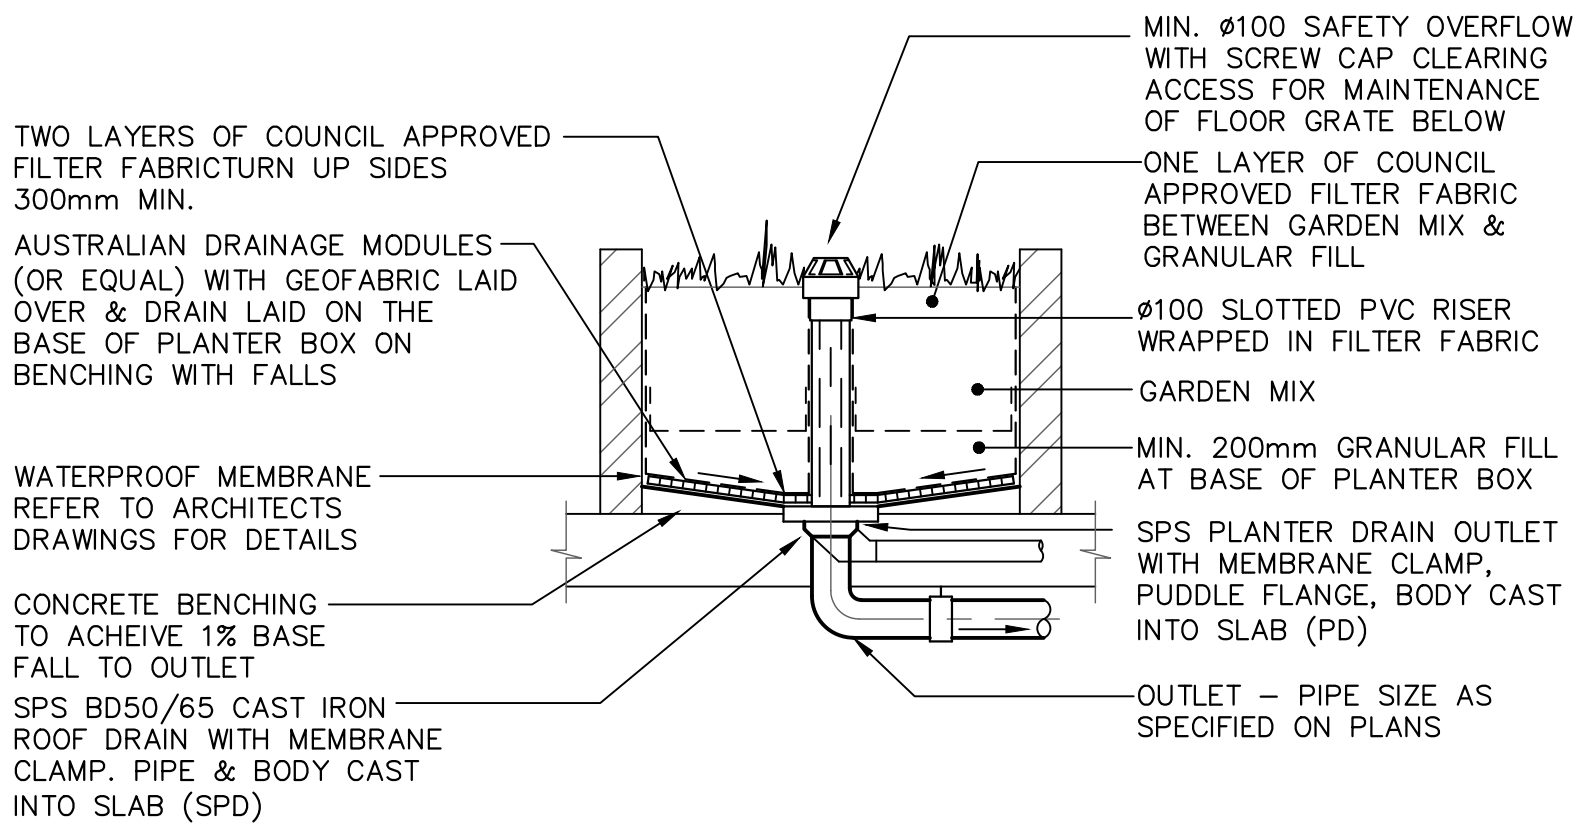 MIN. ø100 SAFETY OVERFLOW
WITH SCREW CAP CLEARING
ACCESS FOR MAINTENANCE
OF FLOOR GRATE BELOW
TWO LAYERS OF COUNCIL APPROVED
FILTER FABRICTURN UP SIDES
300mm MIN.
ONE LAYER OF COUNCIL
APPROVED FILTER FABRIC
BETWEEN GARDEN MIX &
GRANULAR FILL
AUSTRALIAN DRAINAGE MODULES
(OR EQUAL) WITH GEOFABRIC LAID
OVER & DRAIN LAID ON THE
BASE OF PLANTER BOX ON
BENCHING WITH FALLS
ø100 SLOTTED PVC RISER
WRAPPED IN FILTER FABRIC
GARDEN MIX
MIN. 200mm GRANULAR FILL
AT BASE OF PLANTER BOX
WATERPROOF MEMBRANE
REFER TO ARCHITECTS
DRAWINGS FOR DETAILS
SPS PLANTER DRAIN OUTLET
WITH MEMBRANE CLAMP,
PUDDLE FLANGE, BODY CAST
INTO SLAB (PD)
CONCRETE BENCHING
TO ACHEIVE 1% BASE
FALL TO OUTLET
SPS BD50/65 CAST IRON
ROOF DRAIN WITH MEMBRANE
CLAMP. PIPE & BODY CAST
INTO SLAB (SPD)
OUTLET – PIPE SIZE AS
SPECIFIED ON PLANS